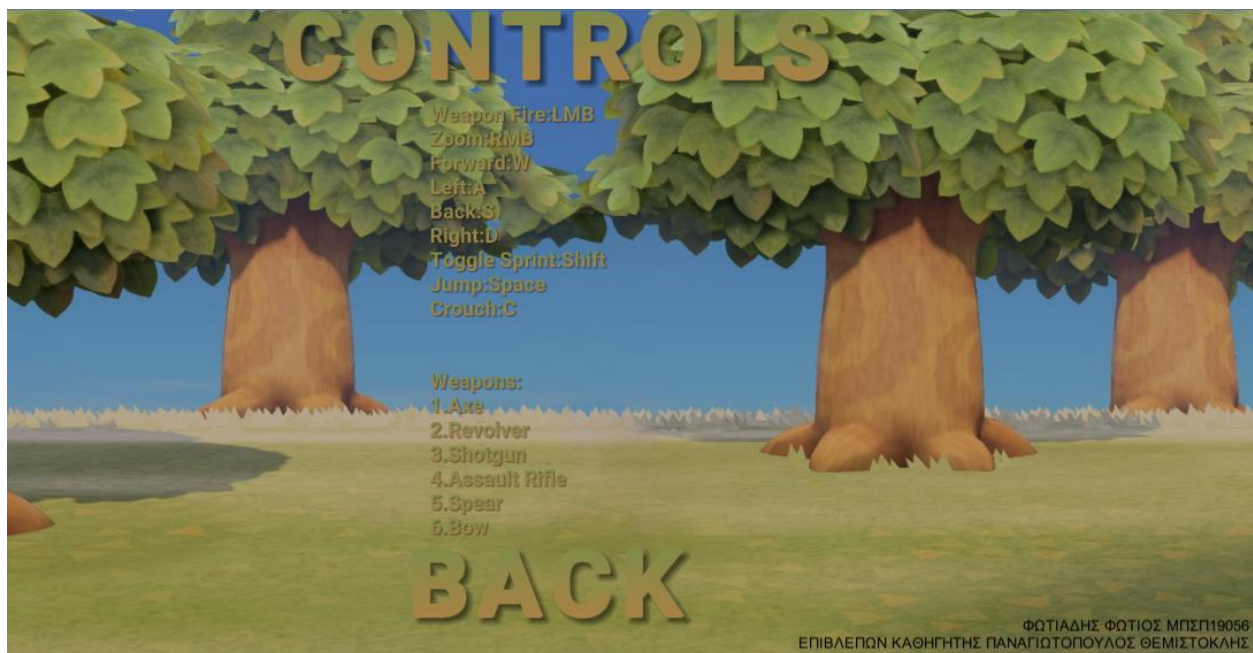 CONTROLS
Weapon Fire:LMB
Zoom:RMB
Forward:W
Left:A
Back:S
Right:D
Toggle Sprint:Shift
Jump:Space
Crouch:C
Weapons:
1.Axe
2.Revolver
3.Shotgun
4.Assault Rifle
5.Spear
6.Bow
BACK
ΦΩΤΙΑΔΗΣ ΦΩΤΙΟΣ ΜΠΣΠ19056
ΕΠΙΒΛΕΠΩΝ ΚΑΘΗΓΗΤΗΣ ΠΑΝΑΓΙΩΤΟΠΟΥΛΟΣ ΘΕΜΙΣΤΟΚΛΗΣ